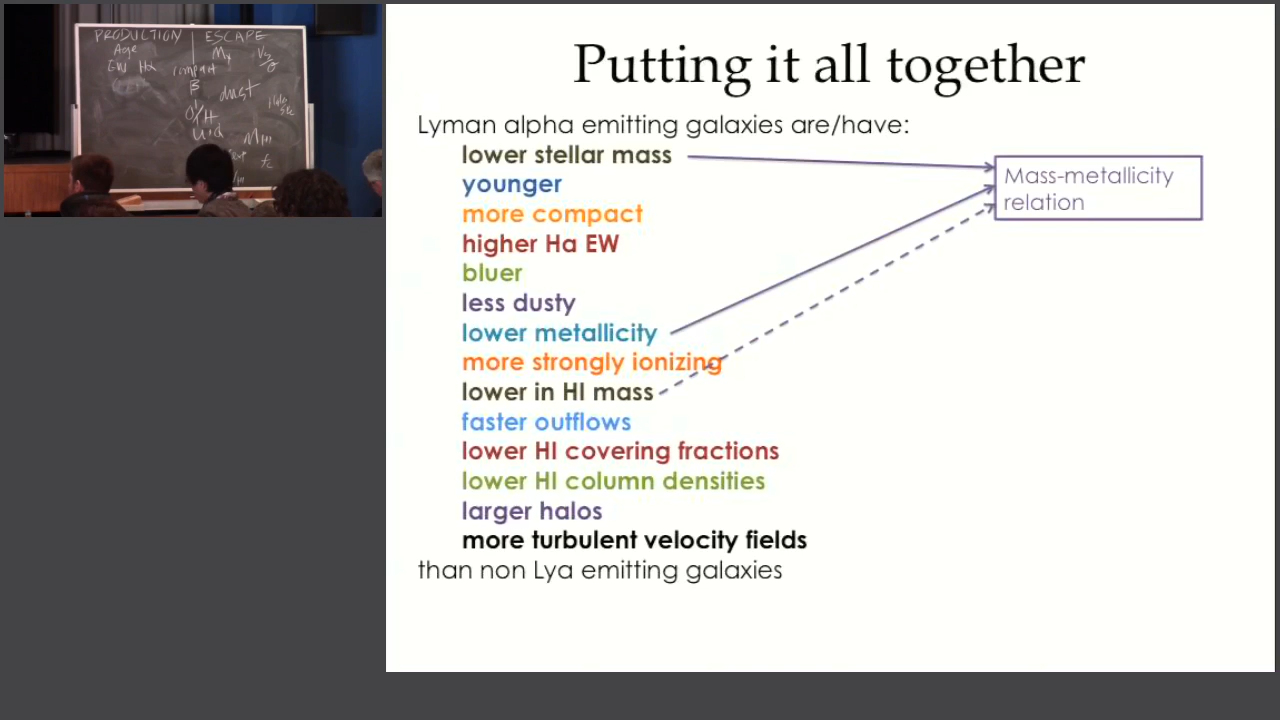 PRODUCTION ESCAPE
Age
EW Hα
compact
β
dust
O/H
Putting it all together
Lyman alpha emitting galaxies are/have:
lower stellar mass
younger
more compact
higher Ha EW
bluer
less dusty
lower metallicity
more strongly ionizing
lower in HI mass
faster outflows
lower HI covering fractions
lower HI column densities
larger halos
more turbulent velocity fields
than non Lya emitting galaxies
Mass-metallicity
relation